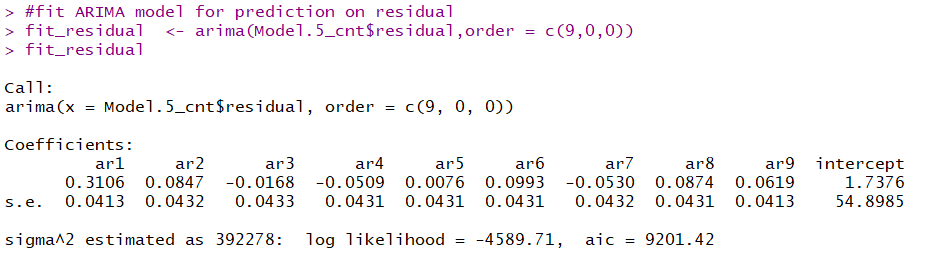 > #fit ARIMA model for prediction on residual
> fit_residual  <- arima(Model.5_cnt$residual,order = c(9,0,0))
> fit_residual

Call:
arima(x = Model.5_cnt$residual, order = c(9, 0, 0))

Coefficients:
         ar1     ar2      ar3      ar4     ar5     ar6      ar7     ar8     ar9  intercept
      0.3106  0.0847  -0.0168  -0.0509  0.0076  0.0993  -0.0530  0.0874  0.0619     1.7376
s.e.  0.0413  0.0432   0.0433   0.0431  0.0431  0.0431   0.0432  0.0431  0.0413    54.8985

sigma^2 estimated as 392278:  log likelihood = -4589.71,  aic = 9201.42